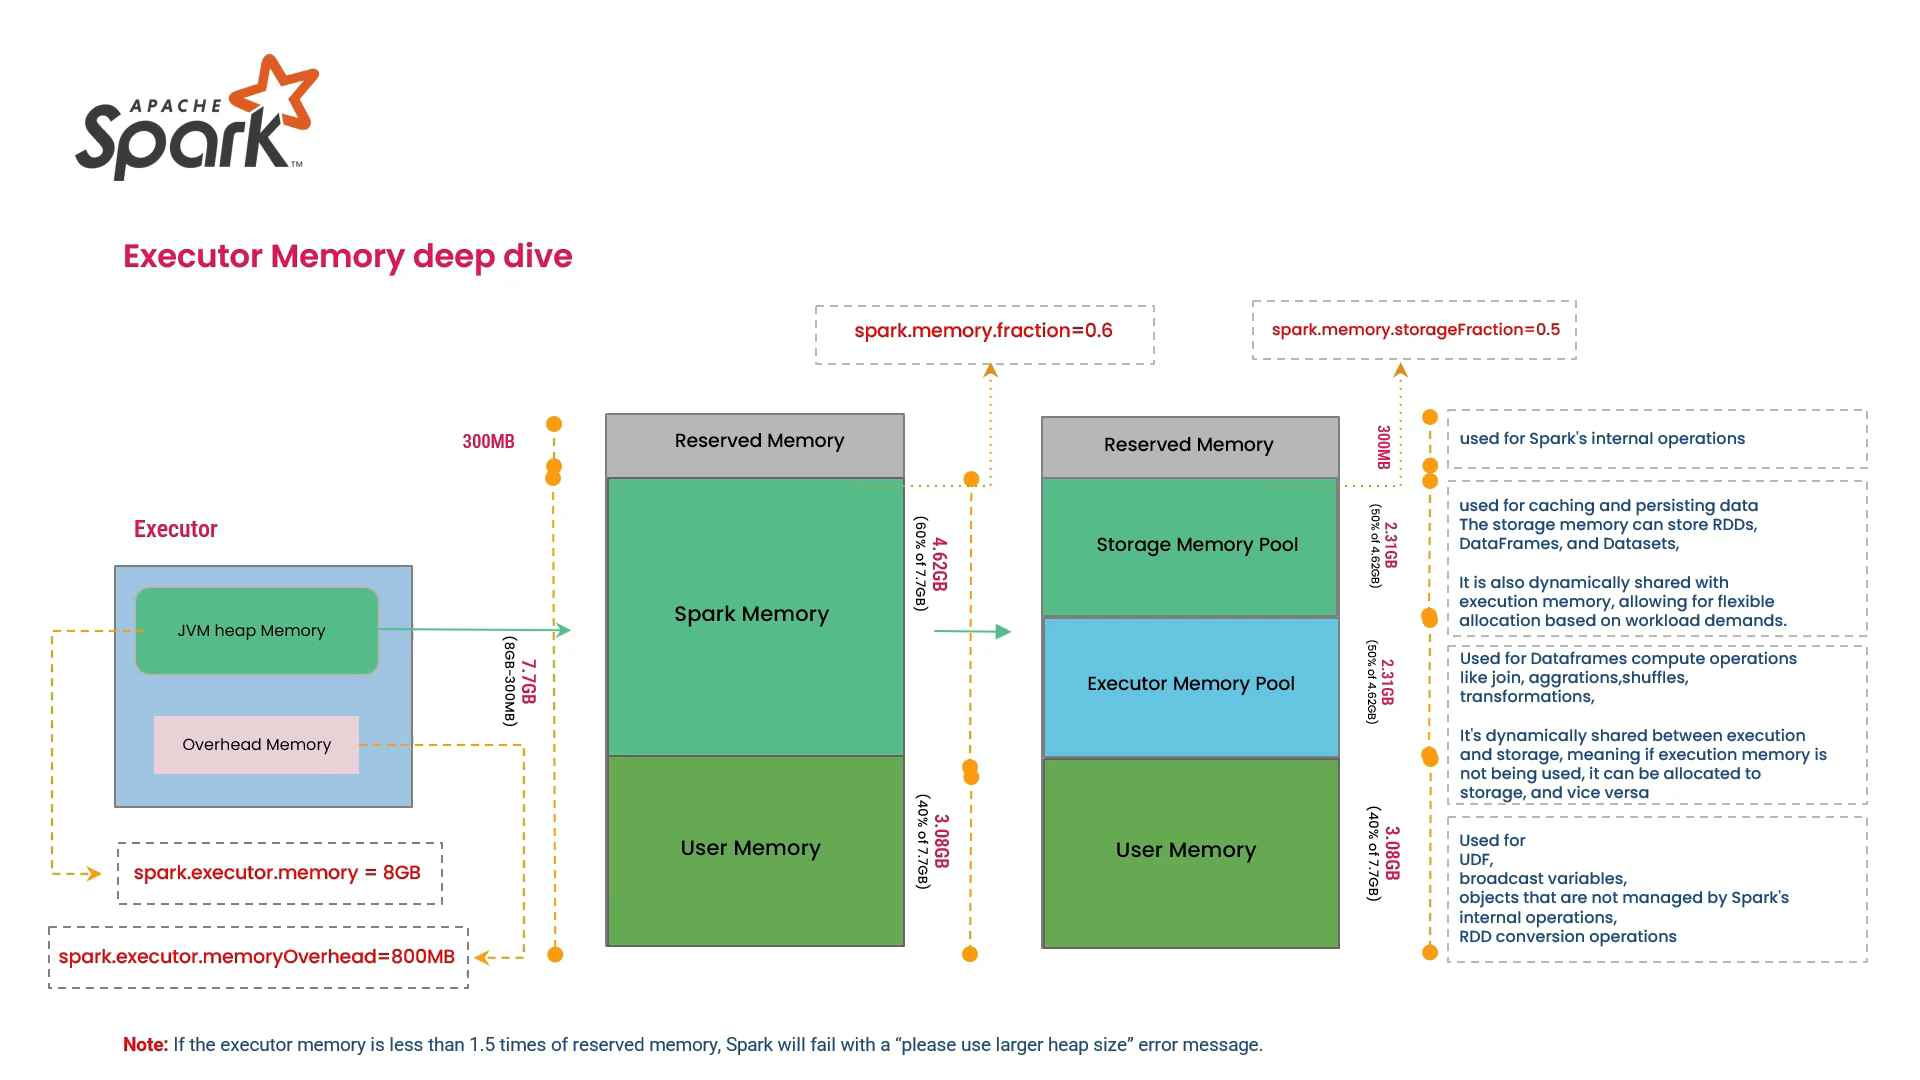 APACHE
Spark™
Executor Memory deep dive
spark.memory.fraction=0.6
spark.memory.storageFraction=0.5
300MB
Reserved Memory
Reserved Memory
300MB
used for Spark's internal operations
Executor
JVM heap Memory
Overhead Memory
7.7GB
(8GB-300MB)
Spark Memory
4.62GB
(60% of 7.7GB)
Storage Memory Pool
2.31GB
(50% of 4.62GB)
used for caching and persisting data
The storage memory can store RDDs,
DataFrames, and Datasets,
It is also dynamically shared with
execution memory, allowing for flexible
allocation based on workload demands.
Executor Memory Pool
2.31GB
(50% of 4.62GB)
Used for Dataframes compute operations
like join, aggrations,shuffles,
transformations,
It's dynamically shared between execution
and storage, meaning if execution memory is
not being used, it can be allocated to
storage, and vice versa
User Memory
3.08GB
(40% of 7.7GB)
User Memory
3.08GB
(40% of 7.7GB)
Used for
UDF,
broadcast variables,
objects that are not managed by Spark's
internal operations,
RDD conversion operations
spark.executor.memory = 8GB
spark.executor.memoryOverhead=800MB
Note: If the executor memory is less than 1.5 times of reserved memory, Spark will fail with a “please use larger heap size” error message.